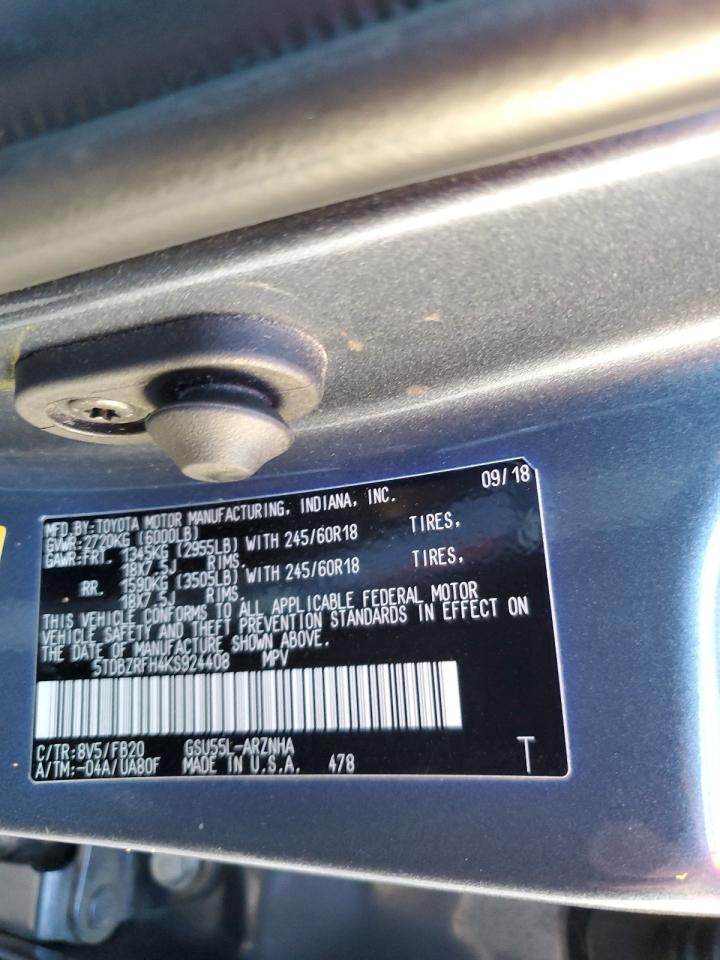 09/18
MFD.BY:TOYOTA MOTOR MANUFACTURING, INDIANA, INC.
GVWR:2720KG (6000LB)
GAWR:FRT. 1345KG (2955LB) WITH 245/60R18 TIRES,
18X7.5J RIMS.
RR. 1590KG (3505LB) WITH 245/60R18 TIRES,
18X7.5J RIMS.
THIS VEHICLE CONFORMS TO ALL APPLICABLE FEDERAL MOTOR
VEHICLE SAFETY AND THEFT PREVENTION STANDARDS IN EFFECT ON
THE DATE OF MANUFACTURE SHOWN ABOVE.
5TDBZRFH4KS924408 MPV
C/TR:8V5/FB20 GSU55L-ARZNHA
A/TM:-04A/UA80F MADE IN U.S.A. 478 T